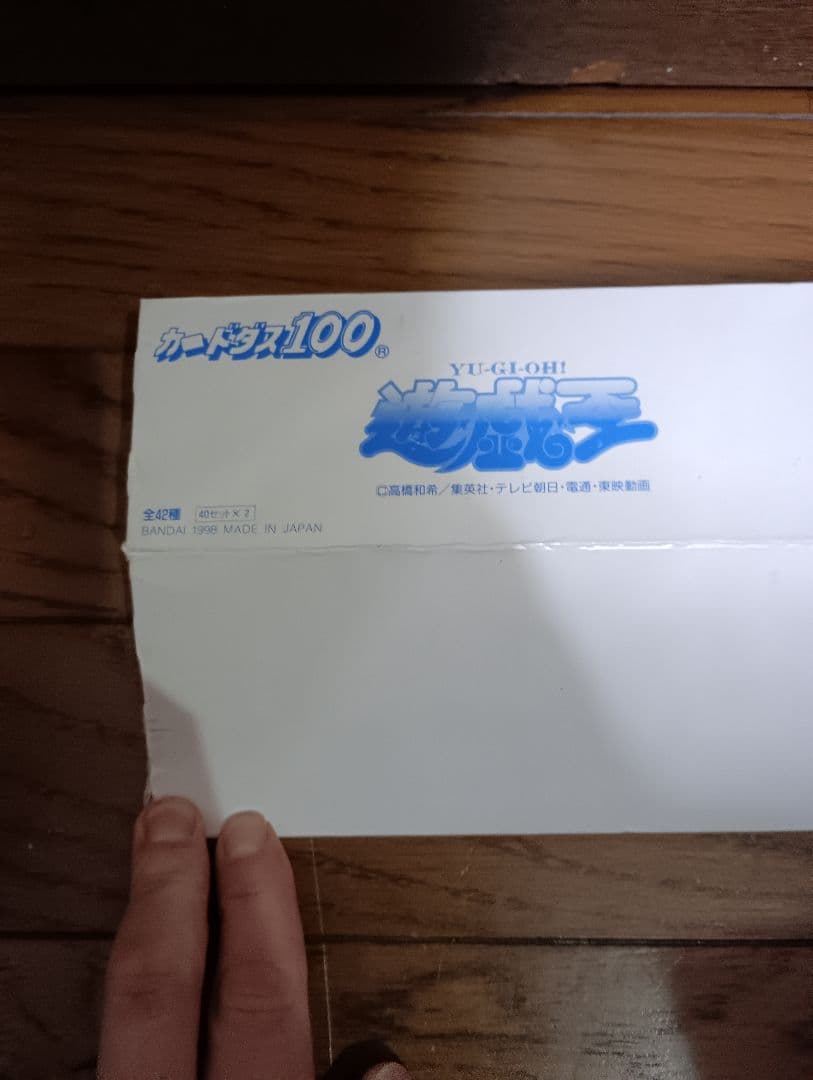 カードダス100®
YU-GI-OH!
遊戯王
©高橋和希／集英社・テレビ朝日・電通・東映動画
全42種 40セット×2
BANDAI 1998 MADE IN JAPAN